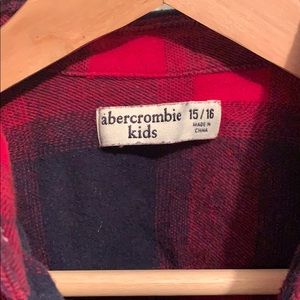 abercrombie
kids
15/16
MADE IN
CHINA